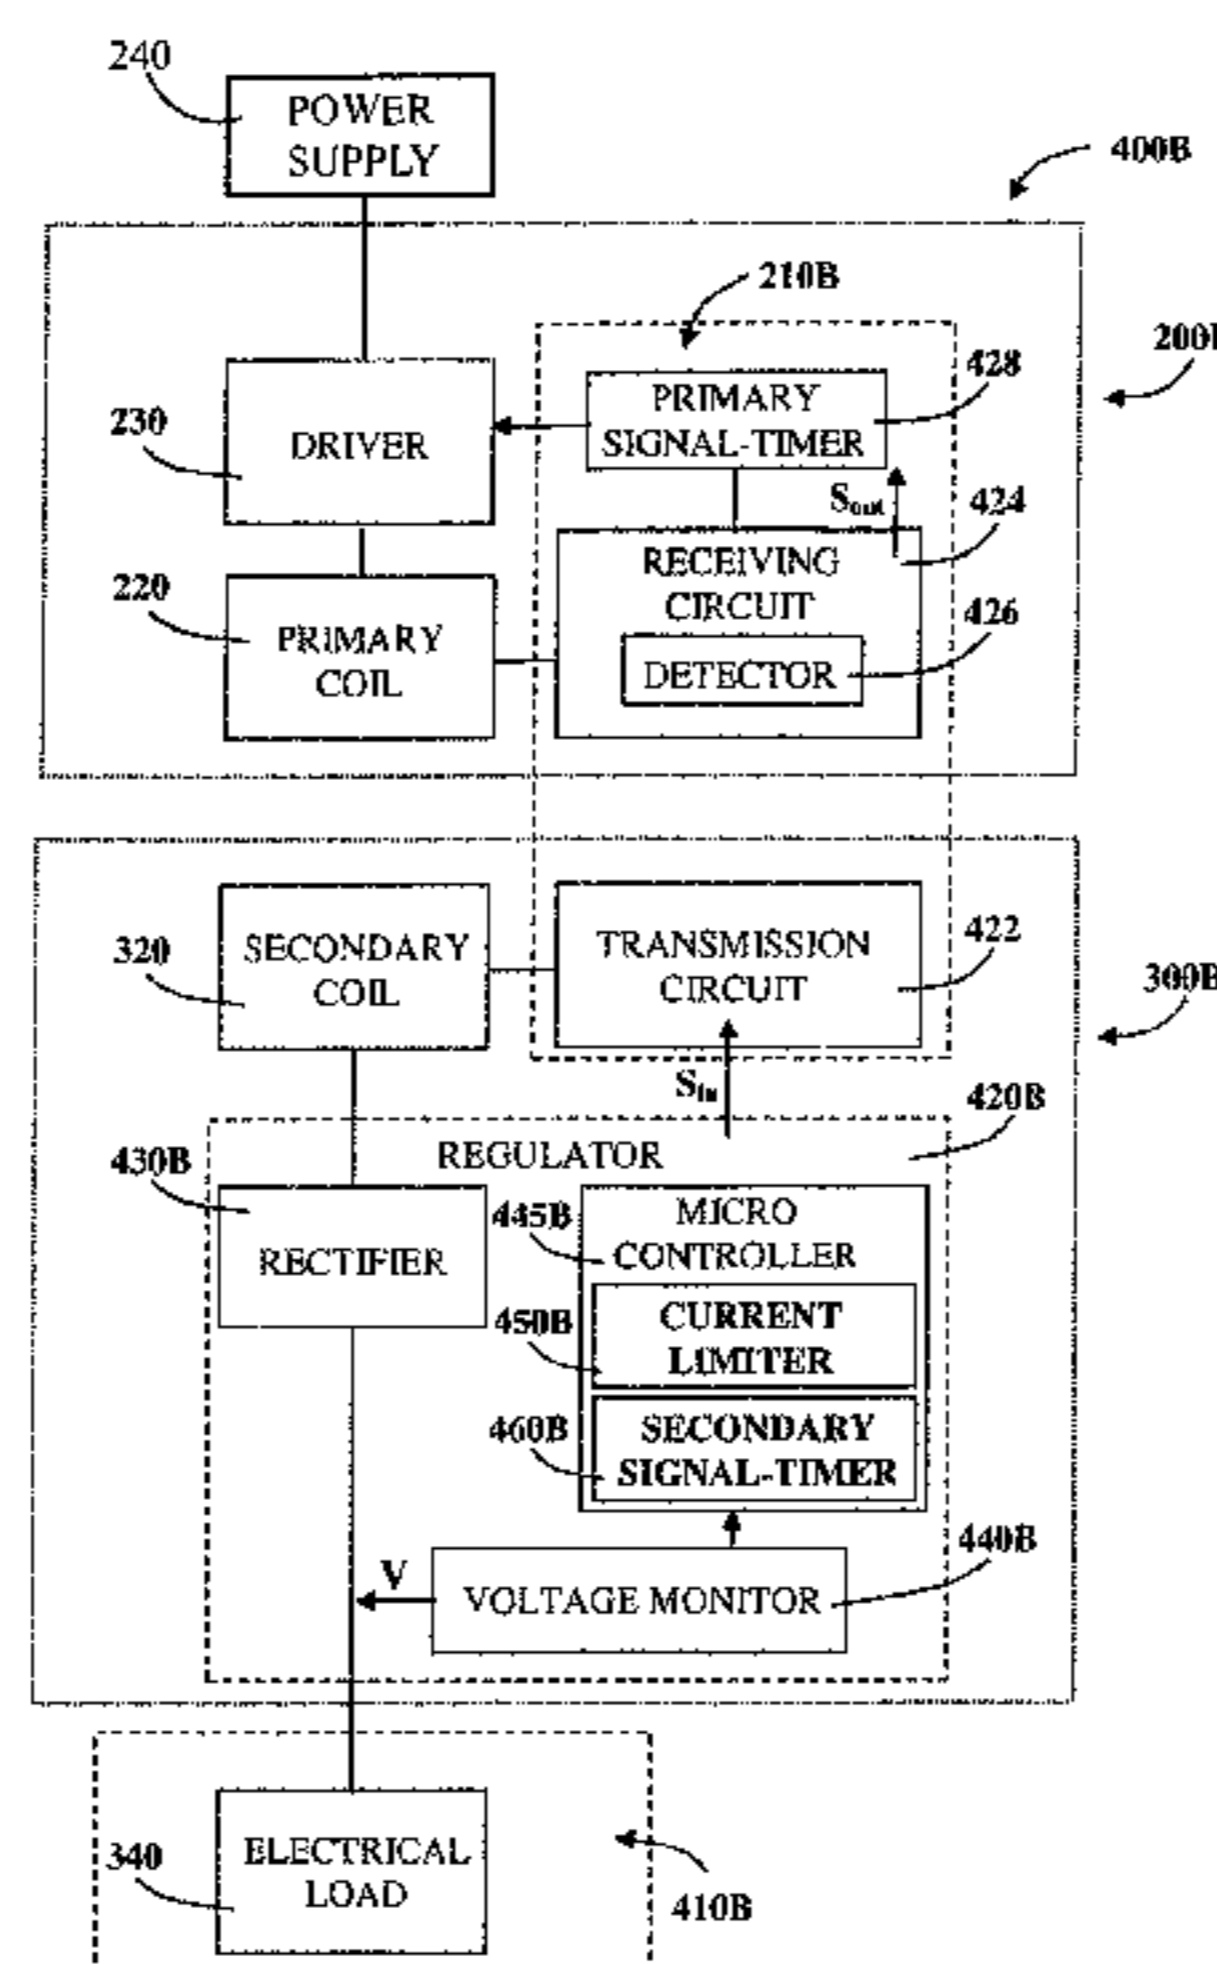 240
POWER
SUPPLY
400B
210B
200
428
PRIMARY
SIGNAL-TIMER
230
DRIVER
Sout
424
RECEIVING
CIRCUIT
220
426
PRIMARY
COIL
DETECTOR
320
SECONDARY
COIL
TRANSMISSION
CIRCUIT
422
300B
Sin
420B
REGULATOR
430B
RECTIFIER
445B
MICRO
CONTROLLER
450B
CURRENT
LIMITER
460B
SECONDARY
SIGNAL-TIMER
440B
V
VOLTAGE MONITOR
340
ELECTRICAL
LOAD
410B